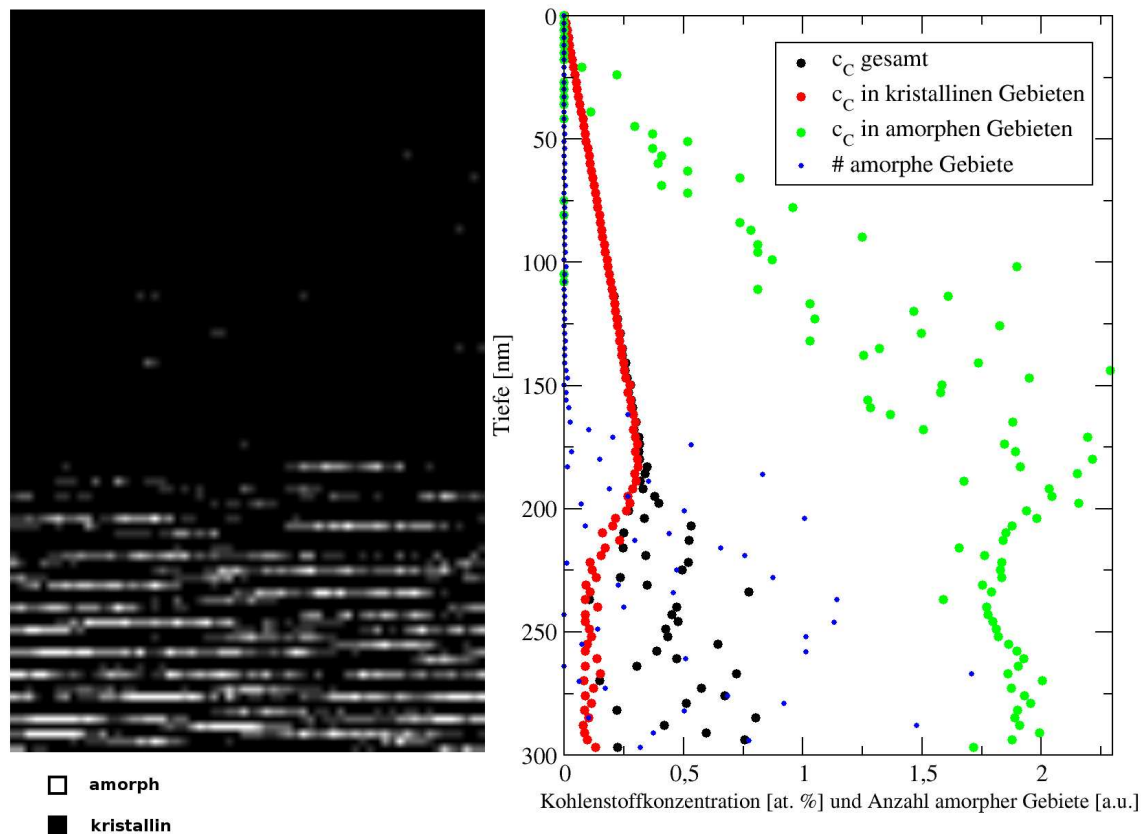 amorph
kristallin
0
50
100
150
200
250
300
Tiefe [nm]
c_C gesamt
c_C in kristallinen Gebieten
c_C in amorphen Gebieten
# amorphe Gebiete
0 0,5 1 1,5 2
Kohlenstoffkonzentration [at. %] und Anzahl amorpher Gebiete [a.u.]